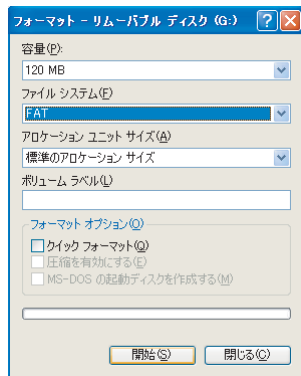 フォーマット - リムーバブル ディスク (G:)
容量(P):
120 MB
ファイル システム(F)
FAT
アロケーション ユニット サイズ(A)
標準のアロケーション サイズ
ボリューム ラベル(L)
フォーマット オプション(O)
クイック フォーマット(Q)
圧縮を有効にする(E)
MS-DOS の起動ディスクを作成する(M)
開始(S) 閉じる(C)